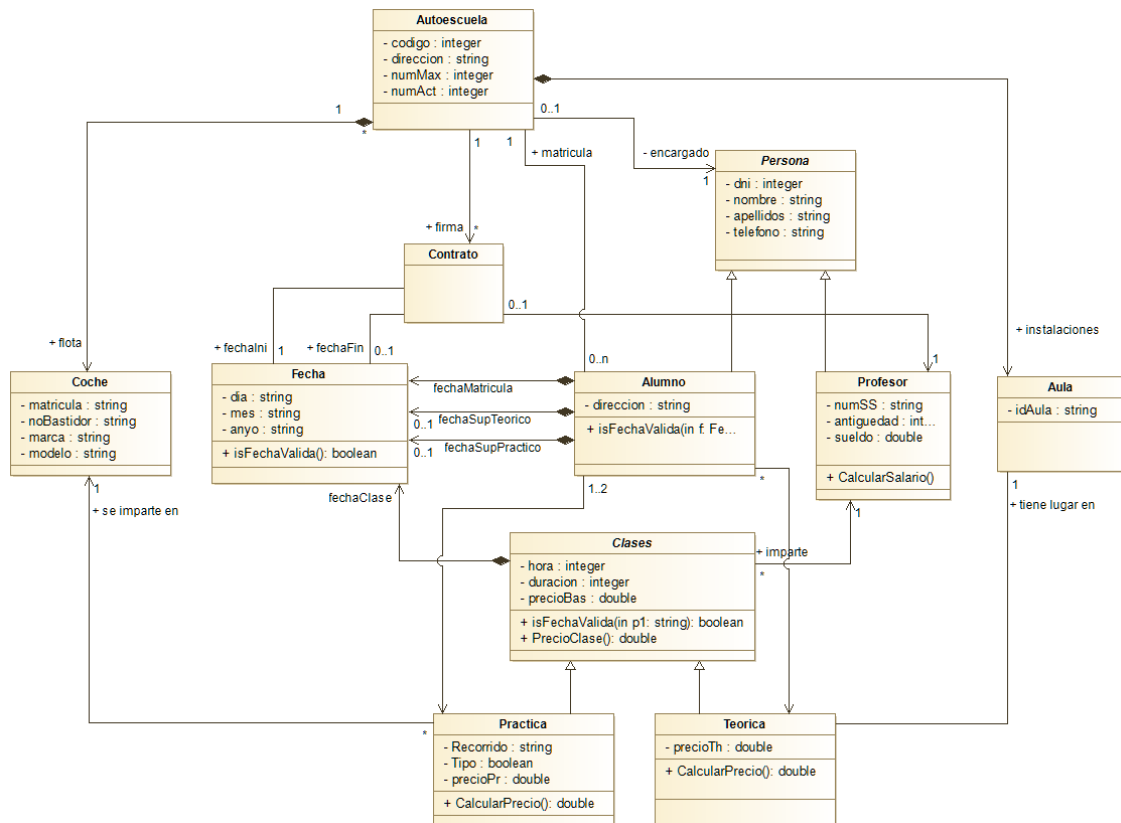 Autoescuela
- codigo : integer
- direccion : string
- numMax : integer
- numAct : integer
1
*
1
1
0..1
+ matricula
- encargado
1
Persona
- dni : integer
- nombre : string
- apellidos : string
- telefono : string
+ firma
*
Contrato
0..1
+ flota
+ fechaIni
1
+ fechaFin
0..1
0..n
1
+ instalaciones
Coche
- matricula : string
- noBastidor : string
- marca : string
- modelo : string
1
+ se imparte en
Fecha
- dia : string
- mes : string
- anyo : string
+ isFechaValida(): boolean
fechaMatricula
fechaSupTeorico
0..1
fechaSupPractico
0..1
fechaClase
Alumno
- direccion : string
+ isFechaValida(in f: Fe...
1..2
*
Profesor
- numSS : string
- antiguedad : int...
- sueldo : double
+ CalcularSalario()
1
Aula
- idAula : string
1
+ tiene lugar en
Clases
- hora : integer
- duracion : integer
- precioBas : double
+ isFechaValida(in p1: string): boolean
+ PrecioClase(): double
+ imparte
*
*
Practica
- Recorrido : string
- Tipo : boolean
- precioPr : double
+ CalcularPrecio(): double
Teorica
- precioTh : double
+ CalcularPrecio(): double